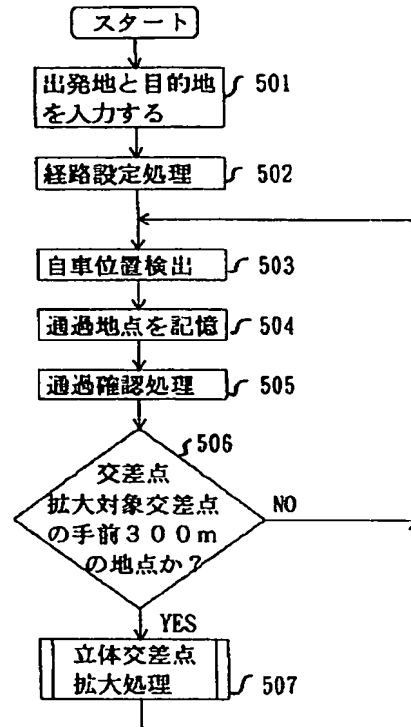 スタート
出発地と目的地
を入力する
501
経路設定処理
502
自車位置検出
503
通過地点を記憶
504
通過確認処理
505
506
交差点
拡大対象交差点
の手前300m
の地点か?
NO
YES
立体交差点
拡大処理
507